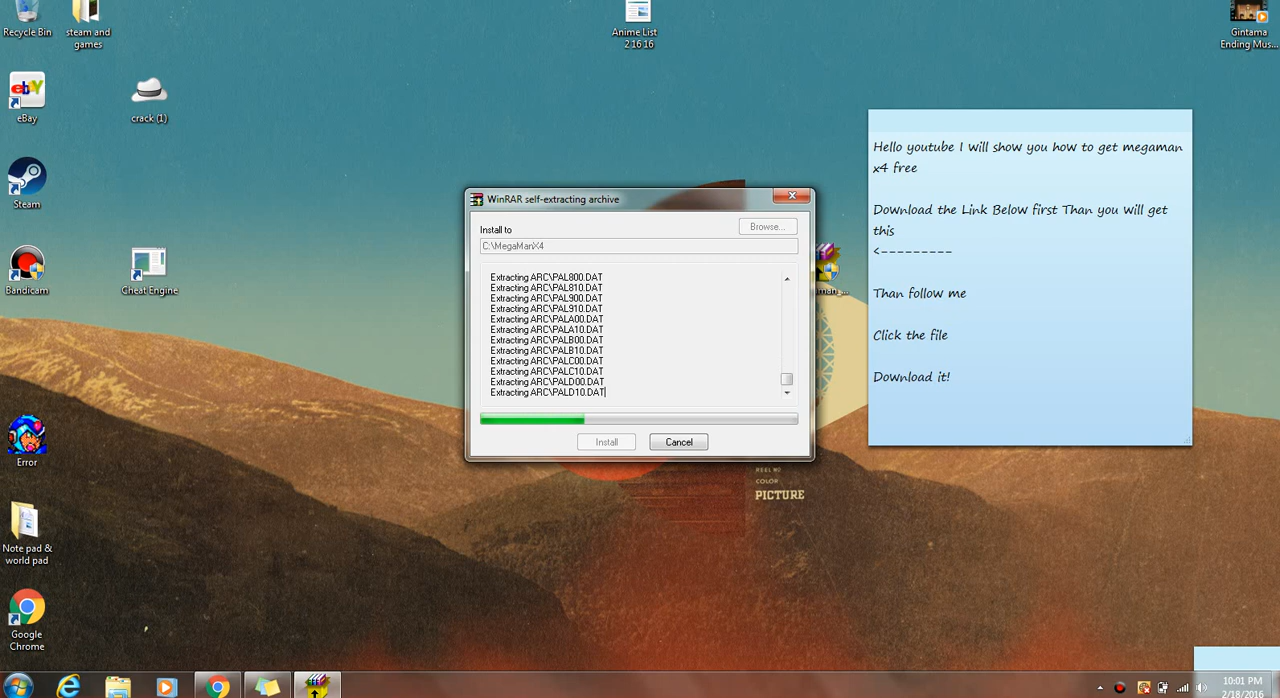 Recycle Bin
steam and
games
Anime List
2 16 16
Gintama
Ending Mus...
eBay
crack (1)
Steam
Bandicam
Cheat Engine
Error
Note pad &
world pad
Google
Chrome
WinRAR self-extracting archive
Install to
Browse...
C:\MegaManX4
Extracting ARC\PAL800.DAT
Extracting ARC\PAL810.DAT
Extracting ARC\PAL900.DAT
Extracting ARC\PAL910.DAT
Extracting ARC\PALA00.DAT
Extracting ARC\PALA10.DAT
Extracting ARC\PALB00.DAT
Extracting ARC\PALB10.DAT
Extracting ARC\PALC00.DAT
Extracting ARC\PALC10.DAT
Extracting ARC\PALD00.DAT
Extracting ARC\PALD10.DAT
Install
Cancel
Hello youtube I will show you how to get megaman
x4 free
Download the Link Below first Than you Will get
this
<---------
Than follow me
Click the file
Download it!
REEL NO
COLOR
PICTURE
10:01 PM
2/18/2016